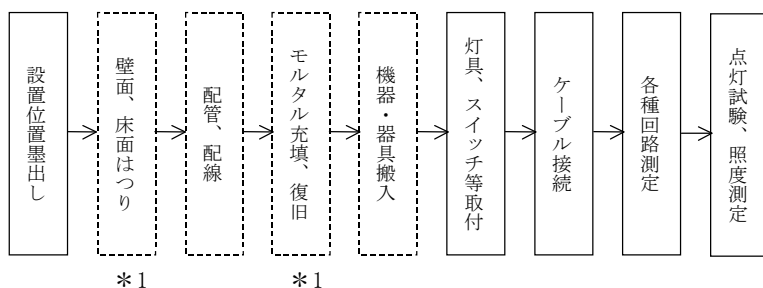 設置位置墨出し
壁面、床面はつり
配管、配線
モルタル充填、復旧
機器・器具搬入
灯具、スイッチ等取付
ケーブル接続
各種回路測定
点灯試験、照度測定
＊1
＊1